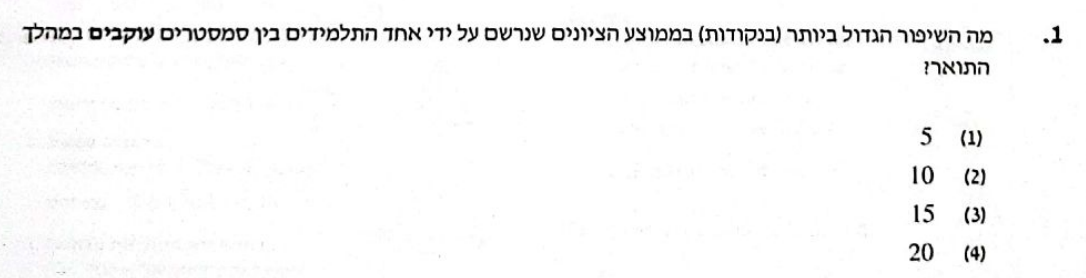 1. מה השיפור הגדול ביותר (בנקודות) בממוצע הציונים שנרשם על ידי אחד התלמידים בין סמסטרים עוקבים במהלך
התואר?
(1) 5
(2) 10
(3) 15
(4) 20